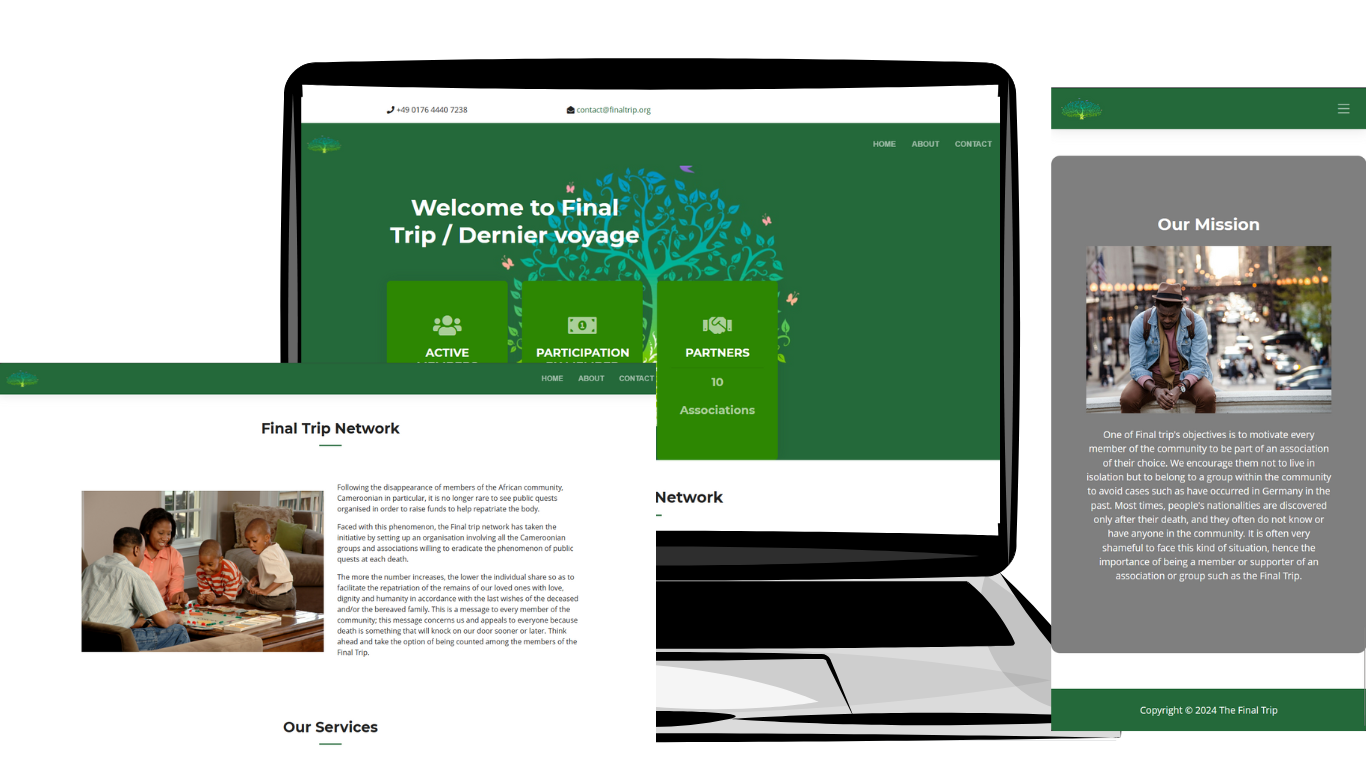 +49 0176 4440 7238
contact@finaltrip.org
HOME ABOUT CONTACT
Welcome to Final
Trip / Dernier voyage
ACTIVE
PARTICIPATION
PARTNERS
10
Associations
Network
HOME ABOUT CONTACT
Final Trip Network
Following the disappearance of members of the African community,
Cameroonian in particular, it is no longer rare to see public quests
organised in order to raise funds to help repatriate the body.
Faced with this phenomenon, the Final trip network has taken the
initiative by setting up an organisation involving all the Cameroonian
groups and associations willing to eradicate the phenomenon of public
quests at each death.
The more the number increases, the lower the individual share so as to
facilitate the repatriation of the remains of our loved ones with love,
dignity and humanity in accordance with the last wishes of the deceased
and/or the bereaved family. This is a message to every member of the
community; this message concerns us and appeals to everyone because
death is something that will knock on our door sooner or later. Think
ahead and take the option of being counted among the members of the
Final Trip.
Our Services
Our Mission
One of Final trip's objectives is to motivate every
member of the community to be part of an association
of their choice. We encourage them not to live in
isolation but to belong to a group within the community
to avoid cases such as have occurred in Germany in the
past. Most times, people's nationalities are discovered
only after their death, and they often do not know or
have anyone in the community. It is often very
shameful to face this kind of situation, hence the
importance of being a member or supporter of an
association or group such as the Final Trip.
Copyright © 2024 The Final Trip